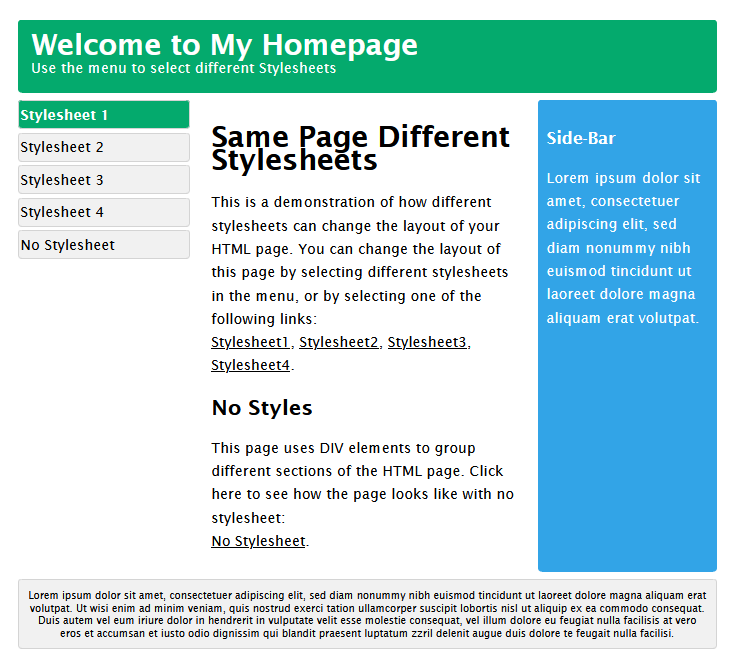 Welcome to My Homepage
Use the menu to select different Stylesheets
Stylesheet 1
Stylesheet 2
Stylesheet 3
Stylesheet 4
No Stylesheet
Same Page Different
Stylesheets
This is a demonstration of how different
stylesheets can change the layout of your
HTML page. You can change the layout of
this page by selecting different stylesheets
in the menu, or by selecting one of the
following links:
Stylesheet1, Stylesheet2, Stylesheet3,
Stylesheet4.
No Styles
This page uses DIV elements to group
different sections of the HTML page. Click
here to see how the page looks like with no
stylesheet:
No Stylesheet.
Side-Bar
Lorem ipsum dolor sit
amet, consectetuer
adipiscing elit, sed
diam nonummy nibh
euismod tincidunt ut
laoreet dolore magna
aliquam erat volutpat.
Lorem ipsum dolor sit amet, consectetuer adipiscing elit, sed diam nonummy nibh euismod tincidunt ut laoreet dolore magna aliquam erat
volutpat. Ut wisi enim ad minim veniam, quis nostrud exerci tation ullamcorper suscipit lobortis nisl ut aliquip ex ea commodo consequat.
Duis autem vel eum iriure dolor in hendrerit in vulputate velit esse molestie consequat, vel illum dolore eu feugiat nulla facilisis at vero
eros et accumsan et iusto odio dignissim qui blandit praesent luptatum zzril delenit augue duis dolore te feugait nulla facilisi.